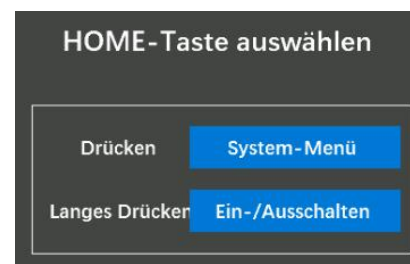 HOME-Taste auswählen
Drücken System-Menü
Langes Drücken Ein-/Ausschalten